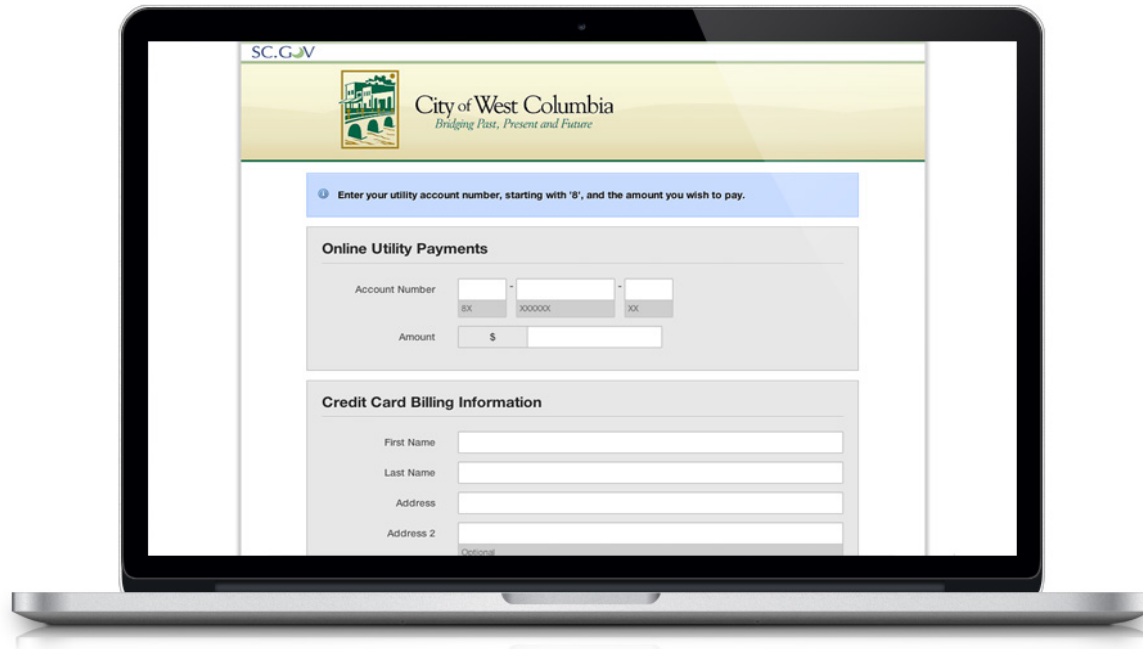 SC.GOV
City of West Columbia
Bridging Past, Present and Future
Enter your utility account number, starting with '8', and the amount you wish to pay.
Online Utility Payments
Account Number - -
8X XXXXXX XX
Amount $
Credit Card Billing Information
First Name
Last Name
Address
Address 2
Optional